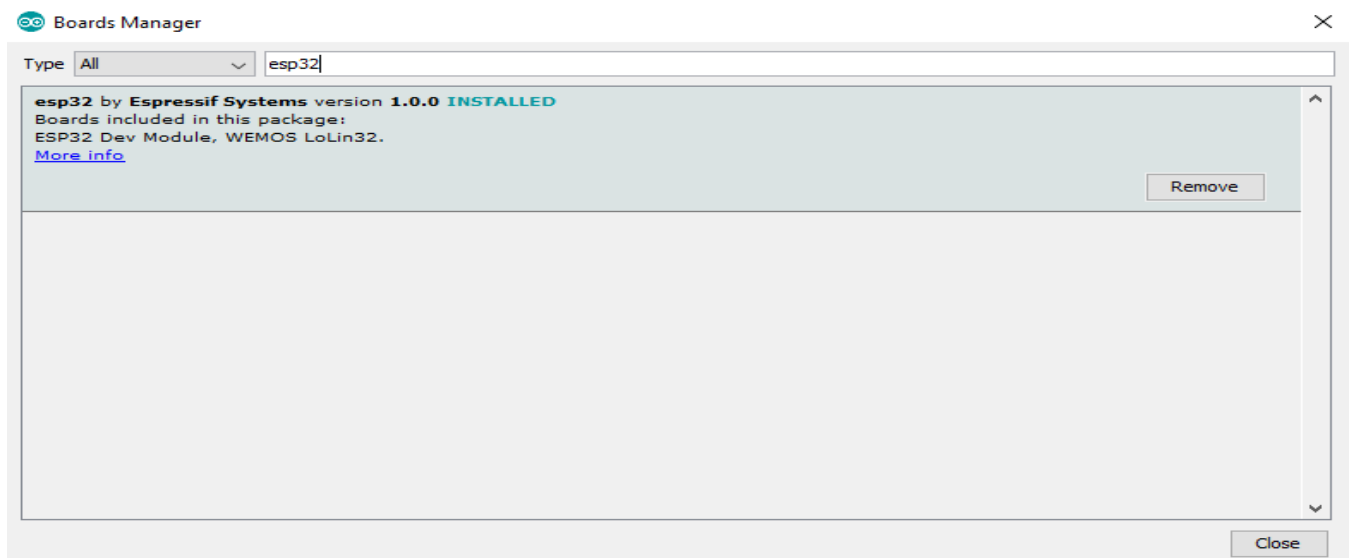 Boards Manager
Type All esp32
esp32 by Espressif Systems version 1.0.0 INSTALLED
Boards included in this package:
ESP32 Dev Module, WEMOS LoLin32.
More info
Remove
Close